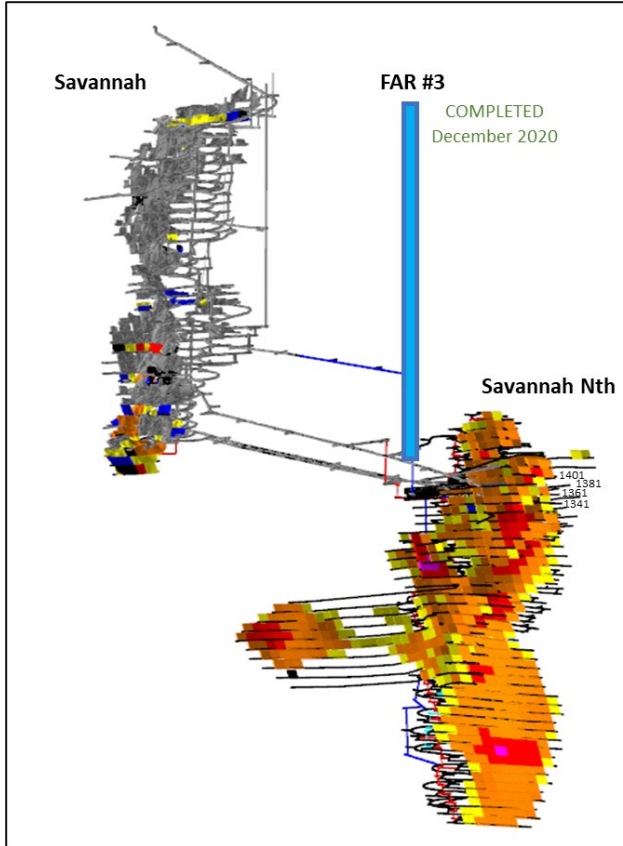 Savannah
FAR #3
COMPLETED
December 2020
Savannah Nth
1401
1381
1361
1341